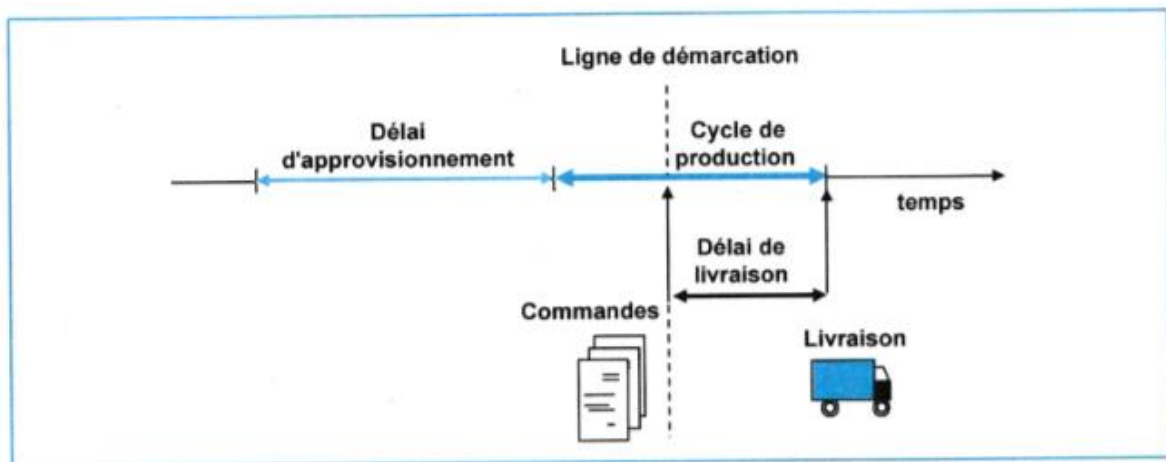 Ligne de démarcation
Délai
d'approvisionnement
Cycle de
production
temps
Délai de
livraison
Commandes
Livraison